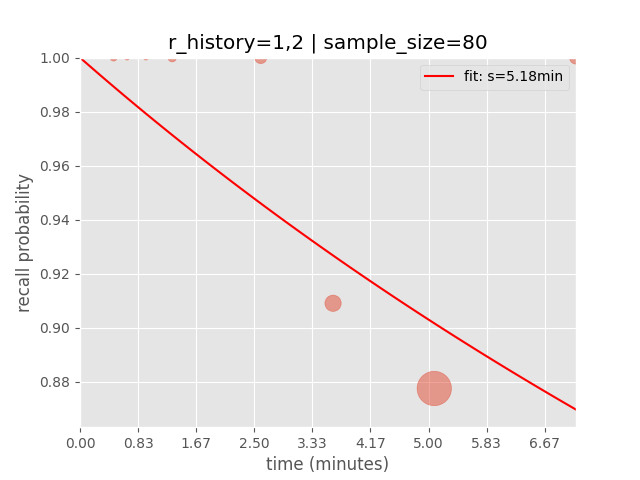 r_history=1,2 | sample_size=80
fit: s=5.18min
recall probability
1.00
0.98
0.96
0.94
0.92
0.90
0.88
0.00 0.83 1.67 2.50 3.33 4.17 5.00 5.83 6.67
time (minutes)